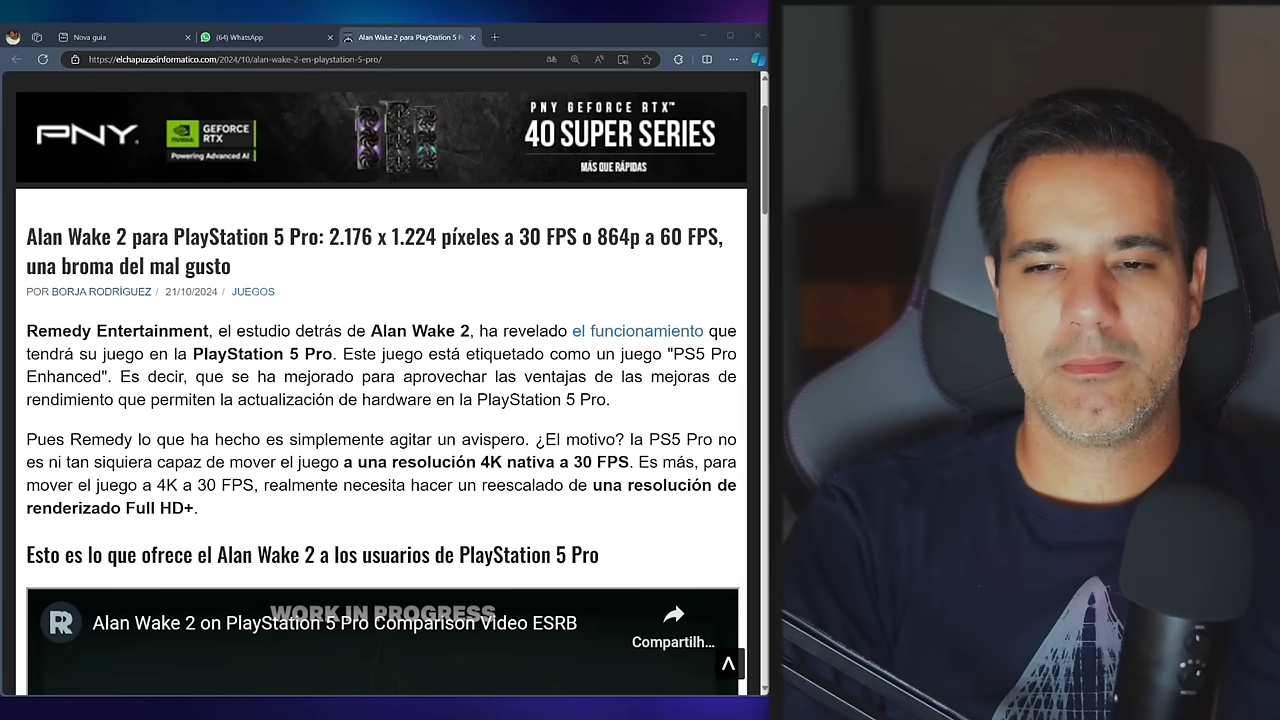 Nova guia
(64) WhatsApp
Alan Wake 2 para PlayStation 5 P
https://elchapuzasinformatico.com/2024/10/alan-wake-2-en-playstation-5-pro/
PNY
GEFORCE RTX
Powering Advanced AI
PNY GEFORCE RTX™
40 SUPER SERIES
MÁS QUE RÁPIDAS
Alan Wake 2 para PlayStation 5 Pro: 2.176 x 1.224 píxeles a 30 FPS o 864p a 60 FPS,
una broma del mal gusto
POR BORJA RODRÍGUEZ / 21/10/2024 / JUEGOS
Remedy Entertainment, el estudio detrás de Alan Wake 2, ha revelado el funcionamiento que
tendrá su juego en la PlayStation 5 Pro. Este juego está etiquetado como un juego "PS5 Pro
Enhanced". Es decir, que se ha mejorado para aprovechar las ventajas de las mejoras de
rendimiento que permiten la actualización de hardware en la PlayStation 5 Pro.
Pues Remedy lo que ha hecho es simplemente agitar un avispero. ¿El motivo? la PS5 Pro no
es ni tan siquiera capaz de mover el juego a una resolución 4K nativa a 30 FPS. Es más, para
mover el juego a 4K a 30 FPS, realmente necesita hacer un reescalado de una resolución de
renderizado Full HD+.
Esto es lo que ofrece el Alan Wake 2 a los usuarios de PlayStation 5 Pro
WORK IN PROGRESS
R
Alan Wake 2 on PlayStation 5 Pro Comparison Video ESRB
Compartilh...